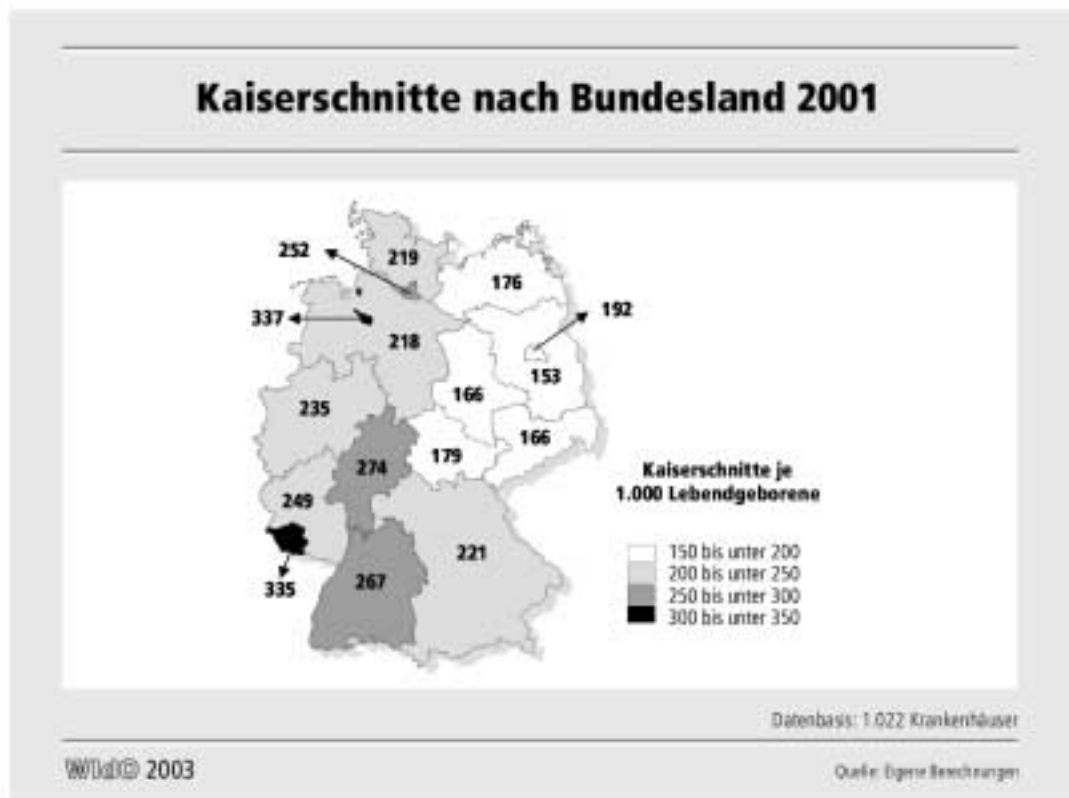 Kaiserschnitte nach Bundesland 2001
252
219
176
192
337
218
153
166
235
166
179
274
249
221
267
335
Kaiserschnitte je
1.000 Lebendgeborene
150 bis unter 200
200 bis unter 250
250 bis unter 300
300 bis unter 350
Datenbasis: 1.022 Krankenhäuser
WIdO 2003
Quelle: Eigene Berechnungen